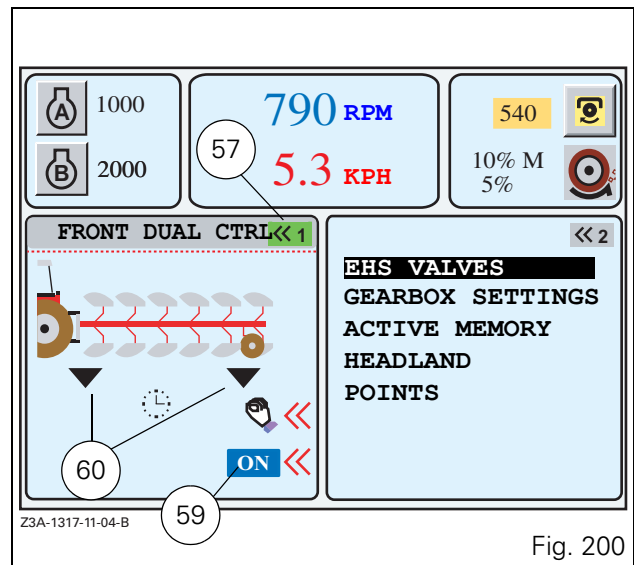 A 1000
B 2000
790 RPM
5.3 KPH
540
10% M
5%
57
FRONT DUAL CTRL << 1
60
ON
59
<< 2
EHS VALVES
GEARBOX SETTINGS
ACTIVE MEMORY
HEADLAND
POINTS
Z3A-1317-11-04-B
Fig. 200